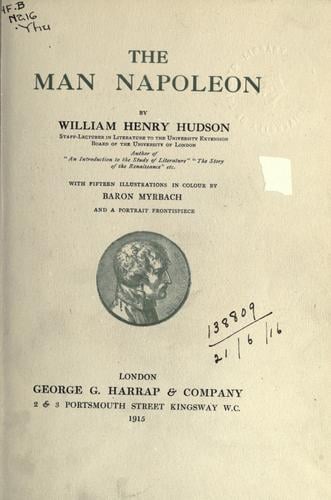 HF.B
N216
.Yhu
THE
MAN NAPOLEON
BY
WILLIAM HENRY HUDSON
STAFF-LECTURER IN LITERATURE TO THE UNIVERSITY EXTENSION
BOARD OF THE UNIVERSITY OF LONDON
Author of
"An Introduction to the Study of Literature" "The Story
of the Renaissance" etc.
WITH FIFTEEN ILLUSTRATIONS IN COLOUR BY
BARON MYRBACH
AND A PORTRAIT FRONTISPIECE
138809
21/6/16
LONDON
GEORGE G. HARRAP & COMPANY
2 & 3 PORTSMOUTH STREET KINGSWAY W.C.
1915